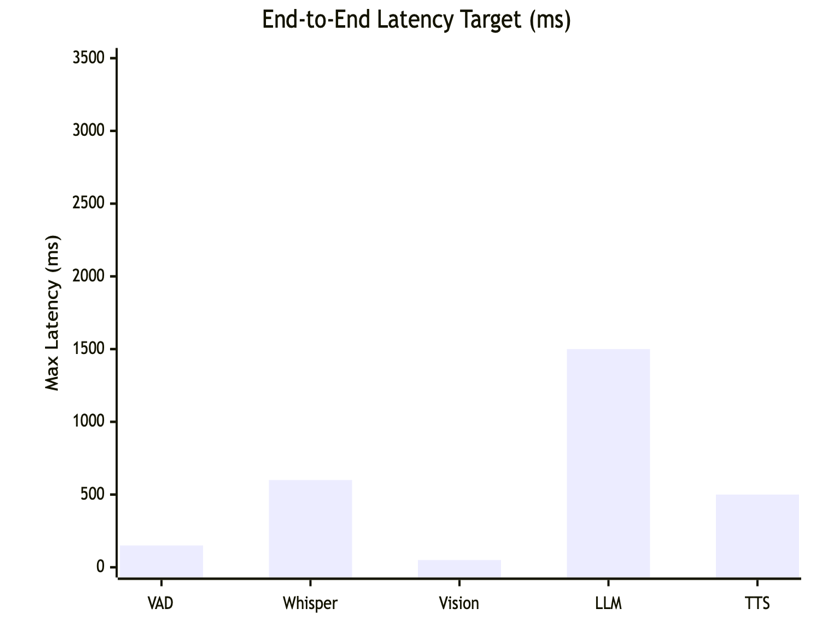 End-to-End Latency Target (ms)
3500
3000
2500
2000
1500
1000
500
0
Max Latency (ms)
VAD Whisper Vision LLM TTS